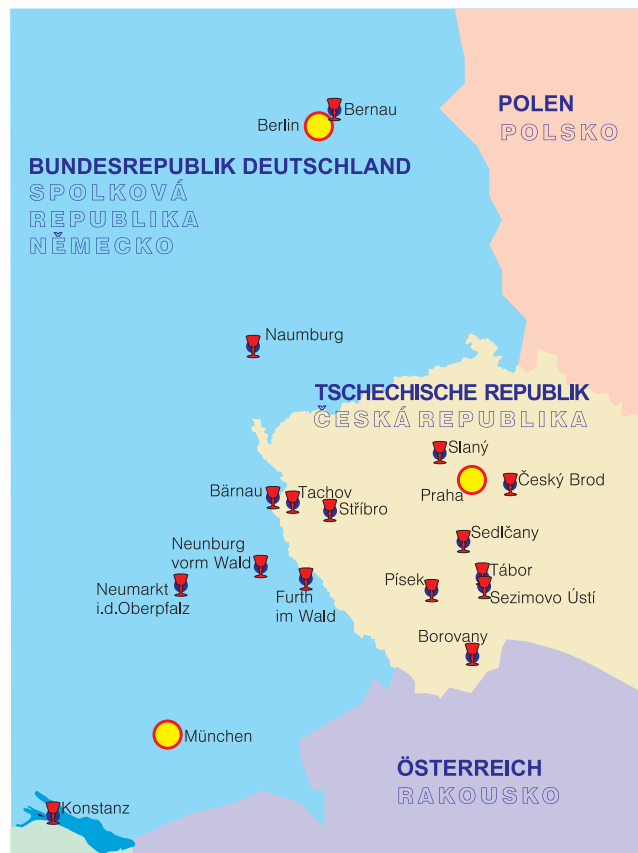 Bernau
Berlin
POLEN
POLSKO
BUNDESREPUBLIK DEUTSCHLAND
SPOLKOVÁ
REPUBLIKA
NĚMECKO
Naumburg
TSCHECHISCHE REPUBLIK
ČESKÁ REPUBLIKA
Slaný
Praha
Český Brod
Bärnau
Tachov
Stříbro
Sedlčany
Neunburg
vorm Wald
Neumarkt
i.d.Oberpfalz
Furth
im Wald
Písek
Tábor
Sezimovo Ústí
Borovany
München
ÖSTERREICH
RAKOUSKO
Konstanz